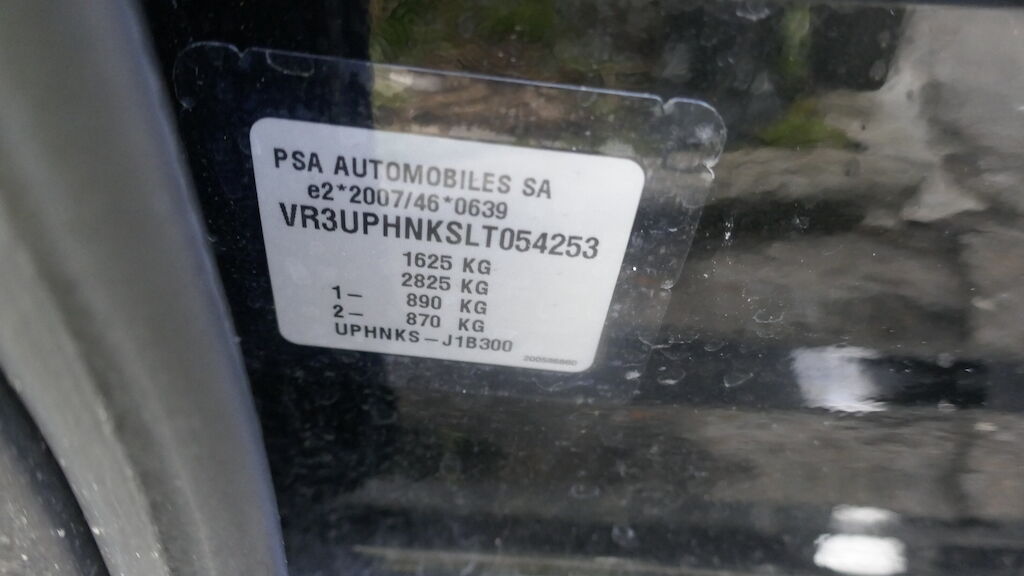 PSA AUTOMOBILES SA
e2*2007/46*0639
VR3UPHNKSLT054253
1625 KG
2825 KG
1– 890 KG
2– 870 KG
UPHNKS–J1B300